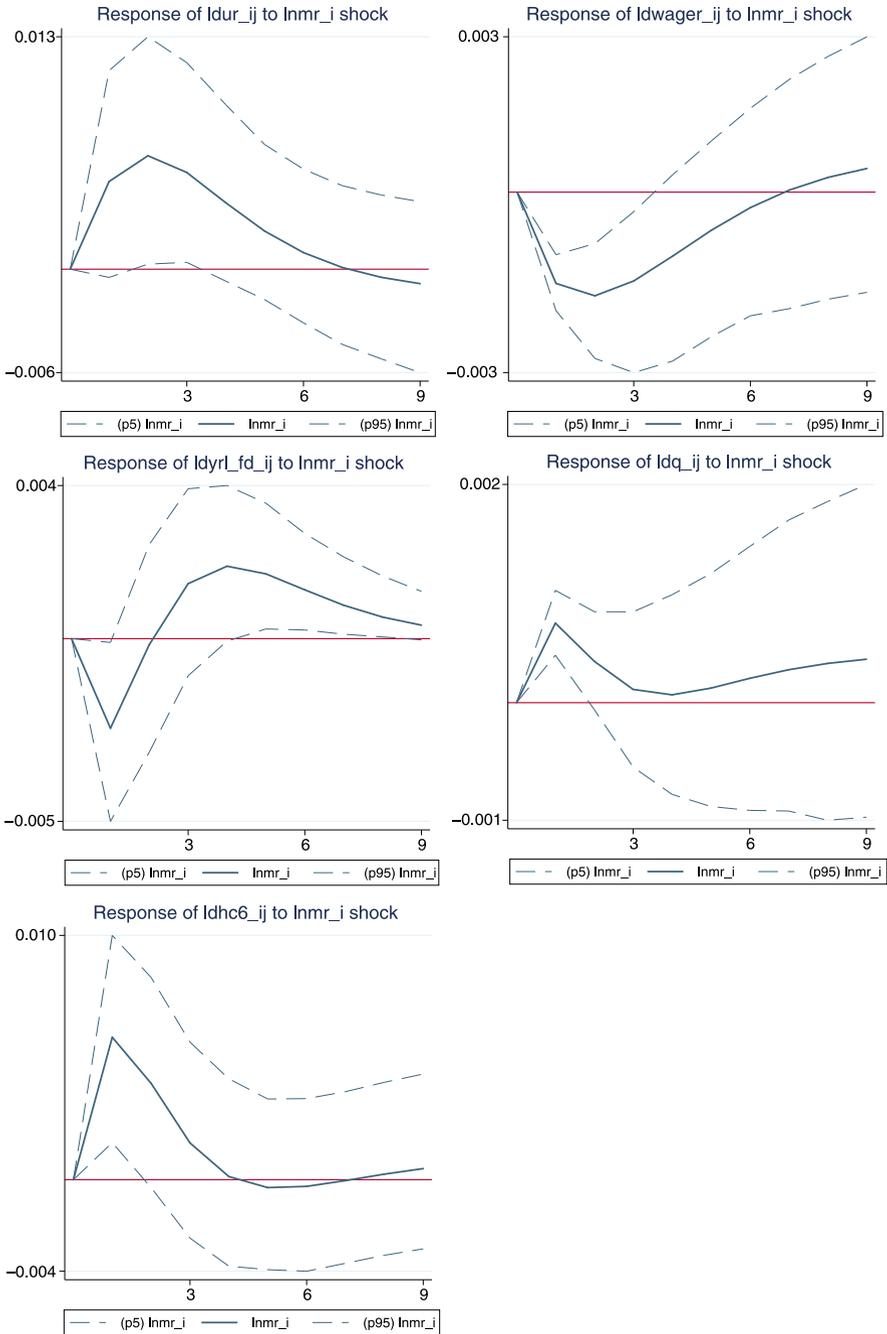 Response of ldur_ij to lnmr_i shock
0.013
−0.006
3 6 9
(p5) lnmr_i lnmr_i (p95) lnmr_i
Response of ldwager_ij to lnmr_i shock
0.003
−0.003
3 6 9
(p5) lnmr_i lnmr_i (p95) lnmr_i
Response of ldyrl_fd_ij to lnmr_i shock
0.004
−0.005
3 6 9
(p5) lnmr_i lnmr_i (p95) lnmr_i
Response of ldq_ij to lnmr_i shock
0.002
−0.001
3 6 9
(p5) lnmr_i lnmr_i (p95) lnmr_i
Response of ldhc6_ij to lnmr_i shock
0.010
−0.004
3 6 9
(p5) lnmr_i lnmr_i (p95) lnmr_i